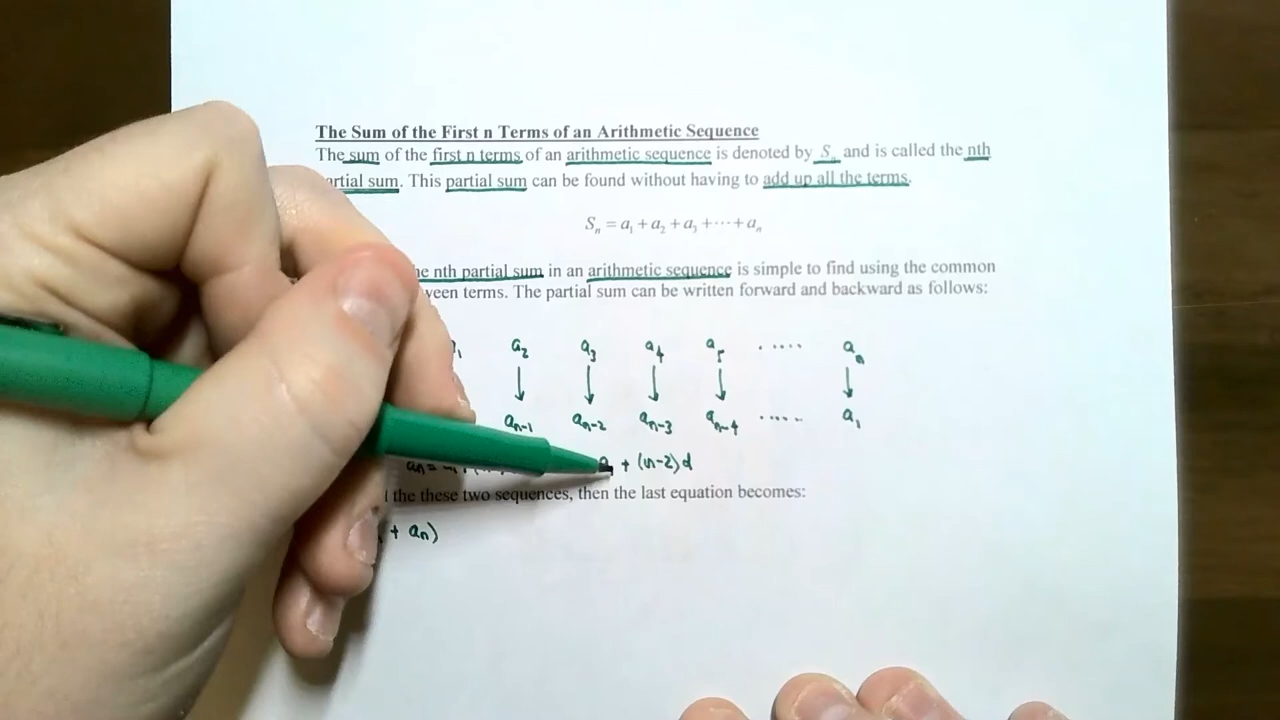 The Sum of the First n Terms of an Arithmetic Sequence
The sum of the first n terms of an arithmetic sequence is denoted by Sₙ and is called the nth
artial sum. This partial sum can be found without having to add up all the terms.
Sₙ = a₁ + a₂ + a₃ + ··· + aₙ
he nth partial sum in an arithmetic sequence is simple to find using the common
ween terms. The partial sum can be written forward and backward as follows:
₁ a₂ a₃ a₄ a₅ ..... aₙ
↓ ↓ ↓ ↓ ↓
aₙ₋₁ aₙ₋₂ aₙ₋₃ aₙ₋₄ ..... a₁
aₙ = + (n-2)d
the these two sequences, then the last equation becomes:
+ aₙ)